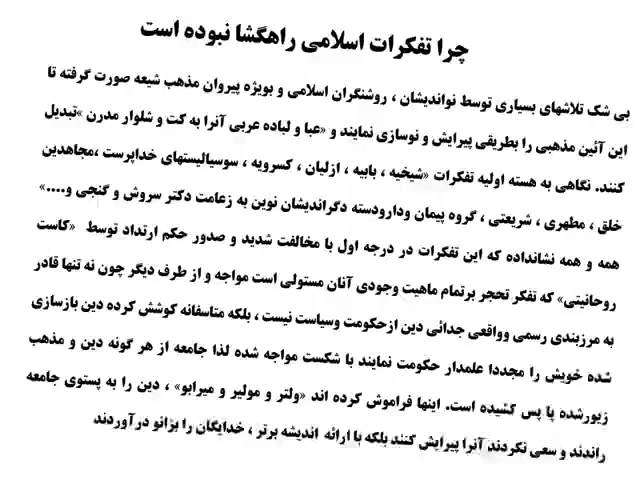 چرا تفکرات اسلامی راهگشا نبوده است
بی شک تلاشهای بسیاری توسط نواندیشان ، روشنگران اسلامی و بویژه پیروان مذهب شیعه صورت گرفته تا
این آئین مذهبی را بطریقی پیرایش و نوسازی نمایند و «عبا و لباده عربی آنرا به کت و شلوار مدرن »تبدیل
کنند. نگاهی به هسته اولیه تفکرات «شیخیه ، بابیه ، ازلیان ، کسرویه ، سوسیالیستهای خداپرست ،مجاهدین
خلق ، مطهری ، شریعتی ، گروه پیمان ودارودسته دگراندیشان نوین به زعامت دکتر سروش و گنجی و....»
همه و همه نشانداده که این تفکرات در درجه اول با مخالفت شدید و صدور حکم ارتداد توسط «کاست
روحانیتی» که تفکر تحجر برتمام ماهیت وجودی آنان مستولی است مواجه و از طرف دیگر چون نه تنها قادر
به مرزبندی رسمی وواقعی جدائی دین ازحکومت وسیاست نیست ، بلکه متاسفانه کوشش کرده دین بازسازی
شده خویش را مجددا علمدار حکومت نمایند با شکست مواجه شده لذا جامعه از هر گونه دین و مذهب
زیورشده پا پس کشیده است. اینها فراموش کرده اند «ولتر و مولیر و میرابو» ، دین را به پستوی جامعه
راندند و سعی نکردند آنرا پیرایش کنند بلکه با ارائه اندیشه برتر ، خدایگان را بزانو درآوردند